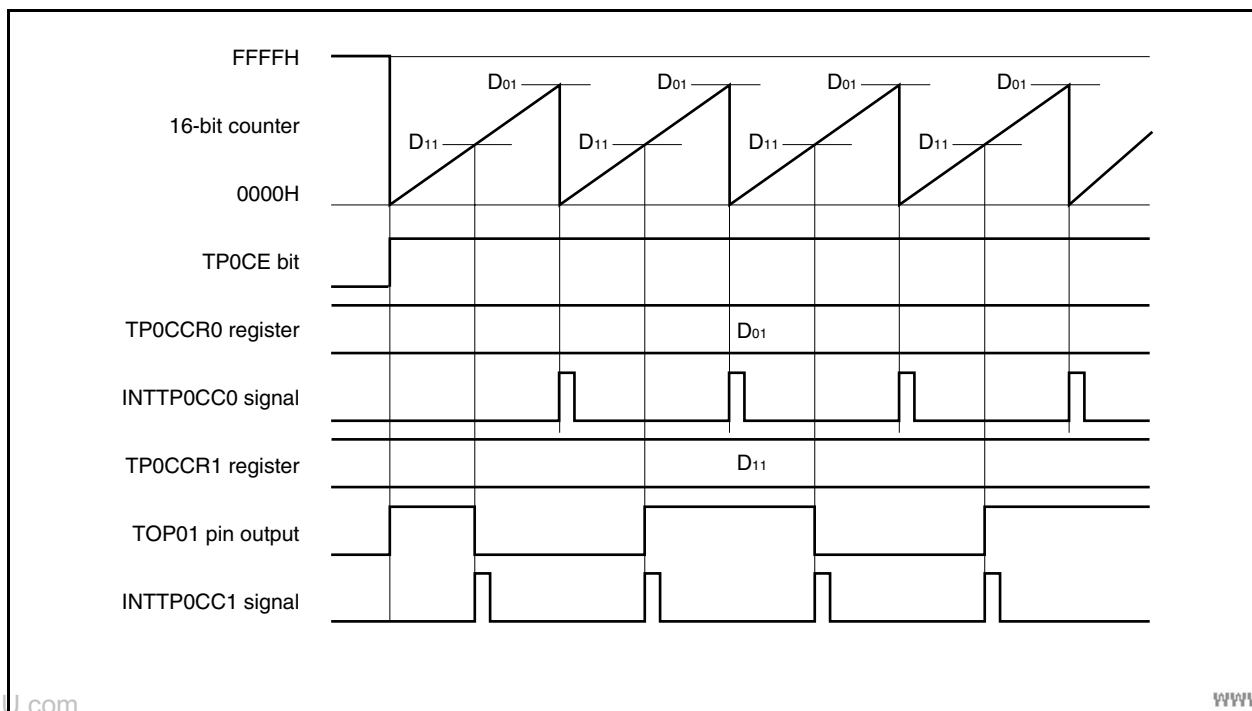 FFFFH
D01 D01 D01 D01
16-bit counter
D11 D11 D11 D11
0000H
TP0CE bit
TP0CCR0 register
D01
INTTP0CC0 signal
TP0CCR1 register
D11
TOP01 pin output
INTTP0CC1 signal
U.com